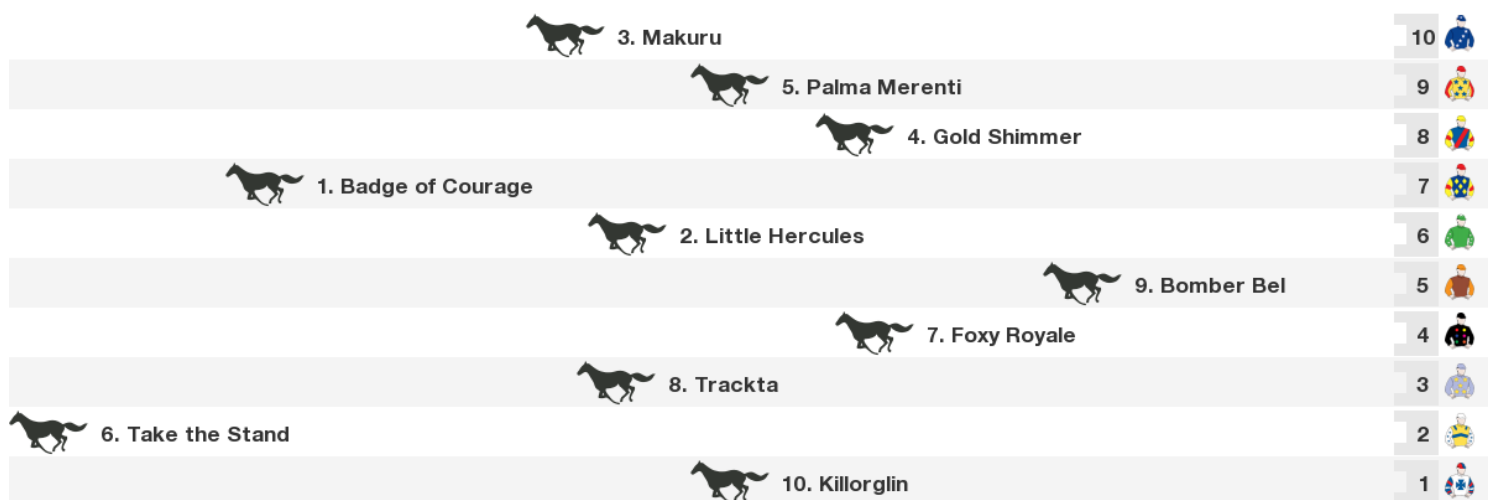 3. Makuru 10
5. Palma Merenti 9
4. Gold Shimmer 8
1. Badge of Courage 7
2. Little Hercules 6
9. Bomber Bel 5
7. Foxy Royale 4
8. Trackta 3
6. Take the Stand 2
10. Killorglin 1